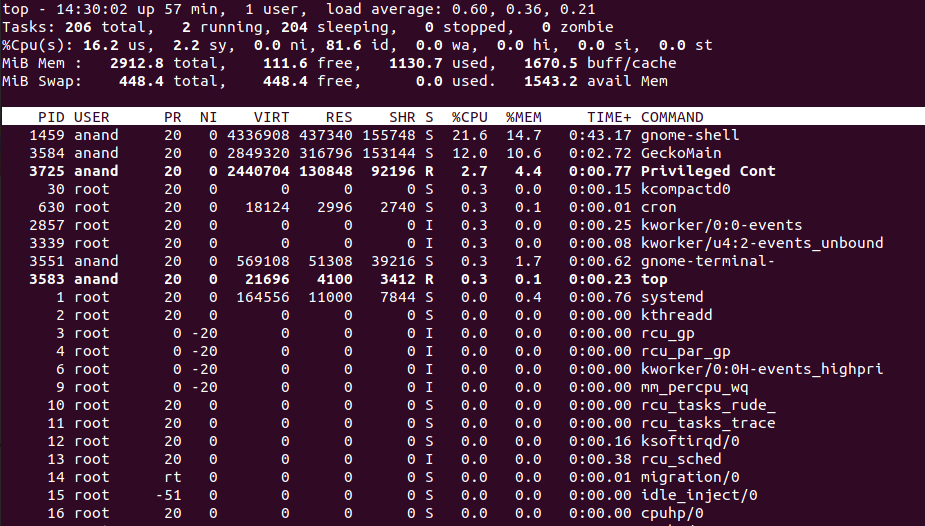 top - 14:30:02 up 57 min,  1 user,  load average: 0.60, 0.36, 0.21
Tasks: 206 total,   2 running, 204 sleeping,   0 stopped,   0 zombie
%Cpu(s): 16.2 us,  2.2 sy,  0.0 ni, 81.6 id,  0.0 wa,  0.0 hi,  0.0 si,  0.0 st
MiB Mem :   2912.8 total,    111.6 free,   1130.7 used,   1670.5 buff/cache
MiB Swap:    448.4 total,    448.4 free,      0.0 used.   1543.2 avail Mem
PID USER      PR  NI    VIRT    RES    SHR S  %CPU  %MEM     TIME+ COMMAND
1459 anand     20   0 4336908 437340 155748 S  21.6  14.7   0:43.17 gnome-shell
3584 anand     20   0 2849320 316796 153144 S  12.0  10.6   0:02.72 GeckoMain
3725 anand     20   0 2440704 130848  92196 R   2.7   4.4   0:00.77 Privileged Cont
30 root      20   0       0      0      0 S   0.3   0.0   0:00.15 kcompactd0
630 root      20   0   18124   2996   2740 S   0.3   0.1   0:00.01 cron
2857 root      20   0       0      0      0 I   0.3   0.0   0:00.25 kworker/0:0-events
3339 root      20   0       0      0      0 I   0.3   0.0   0:00.08 kworker/u4:2-events_unbound
3551 anand     20   0  569108  51308  39216 S   0.3   1.7   0:00.62 gnome-terminal-
3583 anand     20   0   21696   4100   3412 R   0.3   0.1   0:00.23 top
1 root      20   0  164556  11000   7844 S   0.0   0.4   0:00.76 systemd
2 root      20   0       0      0      0 S   0.0   0.0   0:00.00 kthreadd
3 root       0 -20       0      0      0 I   0.0   0.0   0:00.00 rcu_gp
4 root       0 -20       0      0      0 I   0.0   0.0   0:00.00 rcu_par_gp
6 root       0 -20       0      0      0 I   0.0   0.0   0:00.00 kworker/0:0H-events_highpri
9 root       0 -20       0      0      0 I   0.0   0.0   0:00.00 mm_percpu_wq
10 root      20   0       0      0      0 S   0.0   0.0   0:00.00 rcu_tasks_rude_
11 root      20   0       0      0      0 S   0.0   0.0   0:00.00 rcu_tasks_trace
12 root      20   0       0      0      0 S   0.0   0.0   0:00.16 ksoftirqd/0
13 root      20   0       0      0      0 I   0.0   0.0   0:00.38 rcu_sched
14 root      rt   0       0      0      0 S   0.0   0.0   0:00.01 migration/0
15 root     -51   0       0      0      0 S   0.0   0.0   0:00.00 idle_inject/0
16 root      20   0       0      0      0 S   0.0   0.0   0:00.00 cpuhp/0